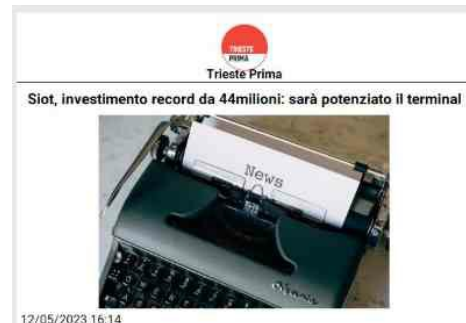 TRIESTE
PRIMA
Trieste Prima
Siot, investimento record da 44milioni: sarà potenziato il terminal
News
Olympia
12/05/2023 16:14